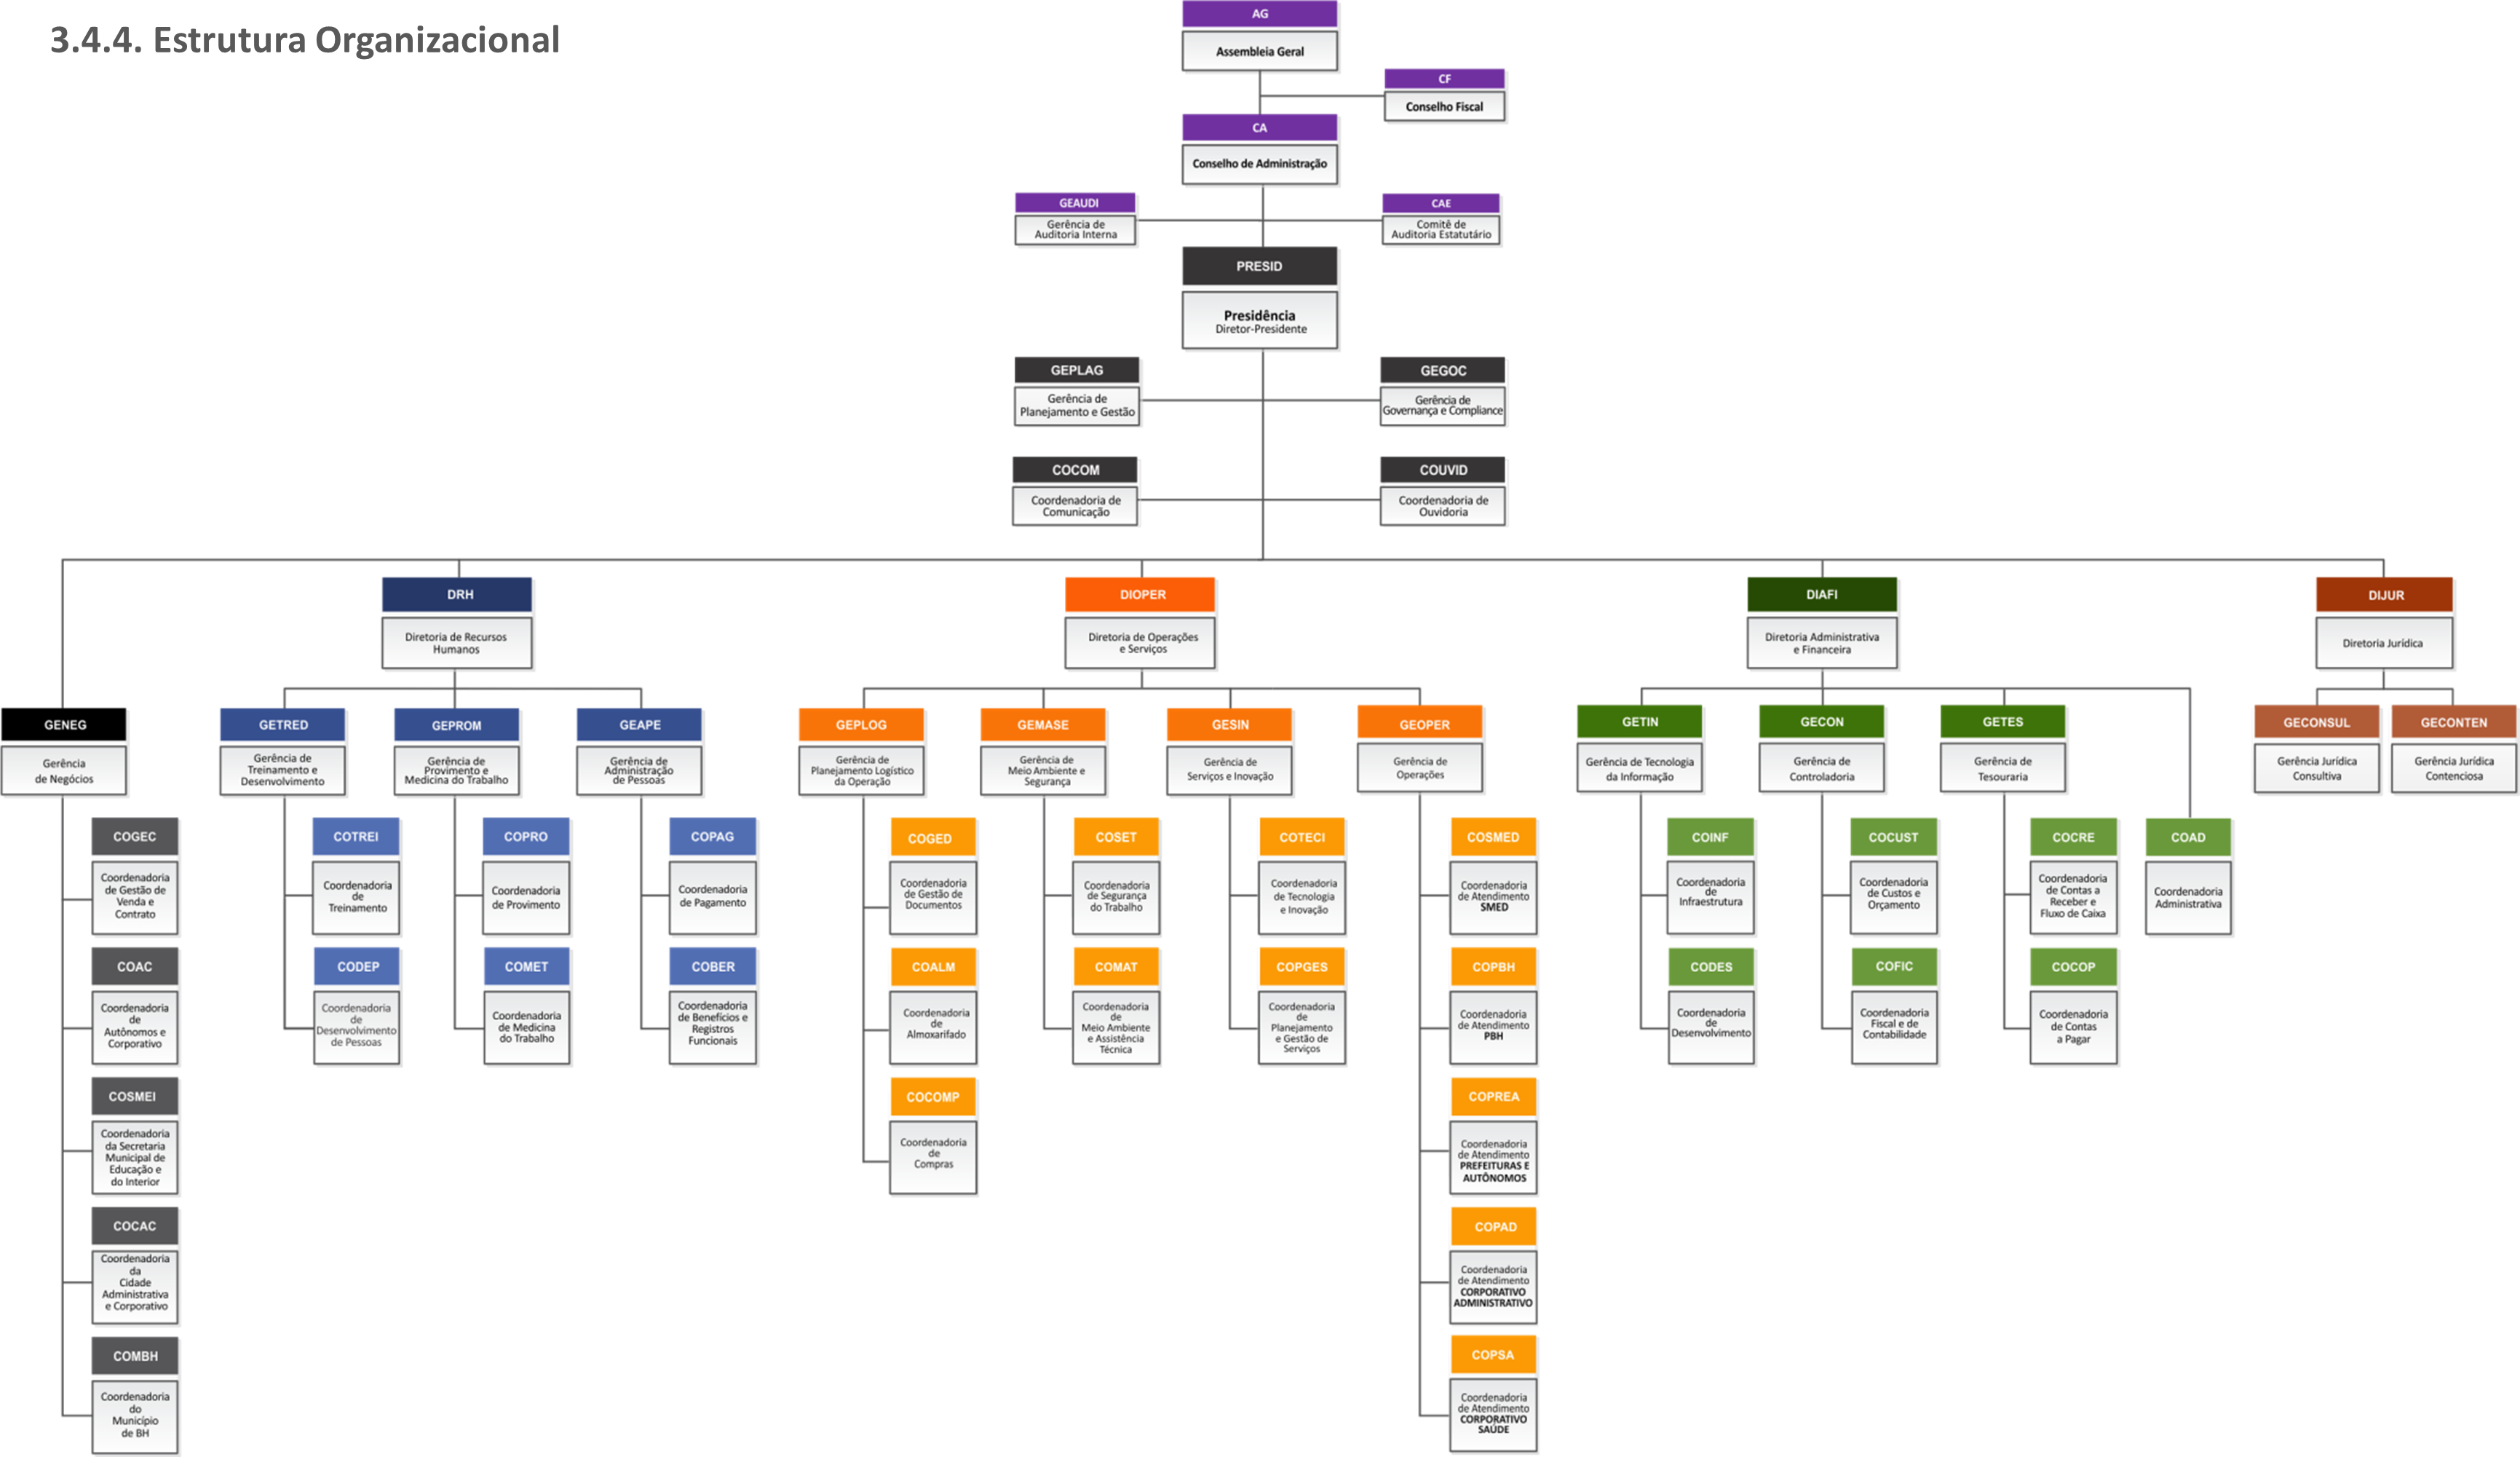 3.4.4. Estrutura Organizacional
AG
Assembleia Geral
CF
Conselho Fiscal
CA
Conselho de Administração
GEAUDI
Gerência de
Auditoria Interna
CAE
Comitê de
Auditoria Estatutário
PRESID
Presidência
Diretor-Presidente
GEPLAG
Gerência de
Planejamento e Gestão
GEGOC
Gerência de
Governança e Compliance
COCOM
Coordenadoria de
Comunicação
COUVID
Coordenadoria de
Ouvidoria
DRH
Diretoria de Recursos
Humanos
DIOPER
Diretoria de Operações
e Serviços
DIAFI
Diretoria Administrativa
e Financeira
DIJUR
Diretoria Jurídica
GENEG
Gerência
de Negócios
GETRED
Gerência de
Treinamento e
Desenvolvimento
GEPROM
Gerência de
Provimento e
Medicina do Trabalho
GEAPE
Gerência de
Administração
de Pessoas
GEPLOG
Gerência de
Planejamento Logístico
da Operação
GEMASE
Gerência de
Meio Ambiente e
Segurança
GESIN
Gerência de
Serviços e Inovação
GEOPER
Gerência de
Operações
GETIN
Gerência de Tecnologia
da Informação
GECON
Gerência de
Controladoria
GETES
Gerência de
Tesouraria
GECONSUL
Gerência Jurídica
Consultiva
GECONTEN
Gerência Jurídica
Contenciosa
COGEC
Coordenadoria
de Gestão de
Venda e
Contrato
COTREI
Coordenadoria
de
Treinamento
COPRO
Coordenadoria
de Provimento
COPAG
Coordenadoria
de Pagamento
COGED
Coordenadoria
de Gestão de
Documentos
COSET
Coordenadoria
de Segurança
do Trabalho
COTECI
Coordenadoria
de Tecnologia
e Inovação
COSMED
Coordenadoria
de Atendimento
SMED
COINF
Coordenadoria
de
Infraestrutura
COCUST
Coordenadoria
de Custos e
Orçamento
COCRE
Coordenadoria
de Contas a
Receber e
Fluxo de Caixa
COAD
Coordenadoria
Administrativa
COAC
Coordenadoria
de
Autônomos e
Corporativo
CODEP
Coordenadoria
de
Desenvolvimento
de Pessoas
COMET
Coordenadoria
de Medicina
do Trabalho
COBER
Coordenadoria
de Benefícios e
Registros
Funcionais
COALM
Coordenadoria
de
Almoxarifado
COMAT
Coordenadoria
de
Meio Ambiente
e Assistência
Técnica
COPGES
Coordenadoria
de
Planejamento
e Gestão de
Serviços
COPBH
Coordenadoria
de Atendimento
PBH
CODES
Coordenadoria
de
Desenvolvimento
COFIC
Coordenadoria
Fiscal e de
Contabilidade
COCOP
Coordenadoria
de Contas
a Pagar
COSMEI
Coordenadoria
da Secretaria
Municipal de
Educação e
do Interior
COCOMP
Coordenadoria
de
Compras
COPREA
Coordenadoria
de Atendimento
PREFEITURAS E
AUTÔNOMOS
COCAC
Coordenadoria
da
Cidade
Administrativa
e Corporativo
COPAD
Coordenadoria
de Atendimento
CORPORATIVO
ADMINISTRATIVO
COMBH
Coordenadoria
do
Município
de BH
COPSA
Coordenadoria
de Atendimento
CORPORATIVO
SAÚDE